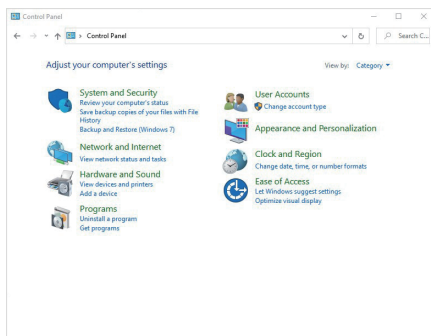 Control Panel
Control Panel
Search C...
Adjust your computer's settings
View by: Category
System and Security
Review your computer's status
Save backup copies of your files with File
History
Backup and Restore (Windows 7)
Network and Internet
View network status and tasks
Hardware and Sound
View devices and printers
Add a device
Programs
Uninstall a program
Get programs
User Accounts
Change account type
Appearance and Personalization
Clock and Region
Change date, time, or number formats
Ease of Access
Let Windows suggest settings
Optimize visual display